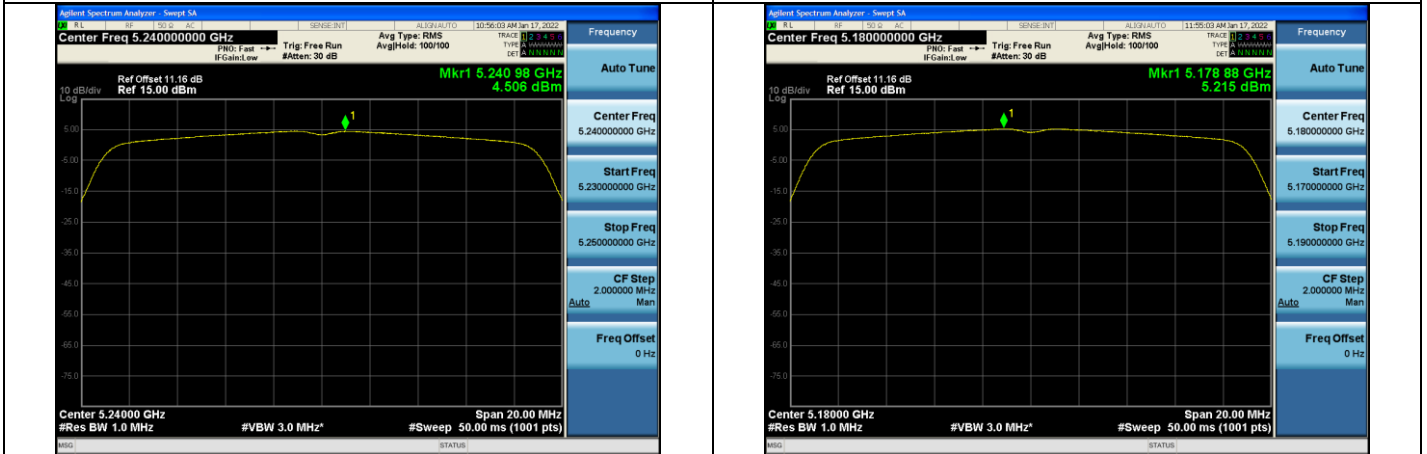 Agilent Spectrum Analyzer - Swept SA
RL RF 50 Ω AC SENSE:INT ALIGNAUTO 10:56:03 AM Jan 17, 2022
Center Freq 5.240000000 GHz
PNO: Fast
IFGain:Low
Trig: Free Run
#Atten: 30 dB
Avg Type: RMS
Avg|Hold: 100/100
TRACE 1 2 3 4 5 6
TYPE A WWWWW
DET A N N N N N
Ref Offset 11.16 dB
Mkr1 5.240 98 GHz
10 dB/div Ref 15.00 dBm
4.506 dBm
Log
1
5.00
-5.00
-15.0
-25.0
-35.0
-45.0
-55.0
-65.0
-75.0
Center 5.24000 GHz
Span 20.00 MHz
#Res BW 1.0 MHz #VBW 3.0 MHz* #Sweep 50.00 ms (1001 pts)
MSG STATUS
Frequency
Auto Tune
Center Freq
5.240000000 GHz
Start Freq
5.230000000 GHz
Stop Freq
5.250000000 GHz
CF Step
2.000000 MHz
Auto Man
Freq Offset
0 Hz
Agilent Spectrum Analyzer - Swept SA
RL RF 50 Ω AC SENSE:INT ALIGNAUTO 11:55:03 AM Jan 17, 2022
Center Freq 5.180000000 GHz
PNO: Fast
IFGain:Low
Trig: Free Run
#Atten: 30 dB
Avg Type: RMS
Avg|Hold: 100/100
TRACE 1 2 3 4 5 6
TYPE A WWWWW
DET A N N N N N
Ref Offset 11.16 dB
Mkr1 5.178 88 GHz
10 dB/div Ref 15.00 dBm
5.215 dBm
Log
1
5.00
-5.00
-15.0
-25.0
-35.0
-45.0
-55.0
-65.0
-75.0
Center 5.18000 GHz
Span 20.00 MHz
#Res BW 1.0 MHz #VBW 3.0 MHz* #Sweep 50.00 ms (1001 pts)
MSG STATUS
Frequency
Auto Tune
Center Freq
5.180000000 GHz
Start Freq
5.170000000 GHz
Stop Freq
5.190000000 GHz
CF Step
2.000000 MHz
Auto Man
Freq Offset
0 Hz